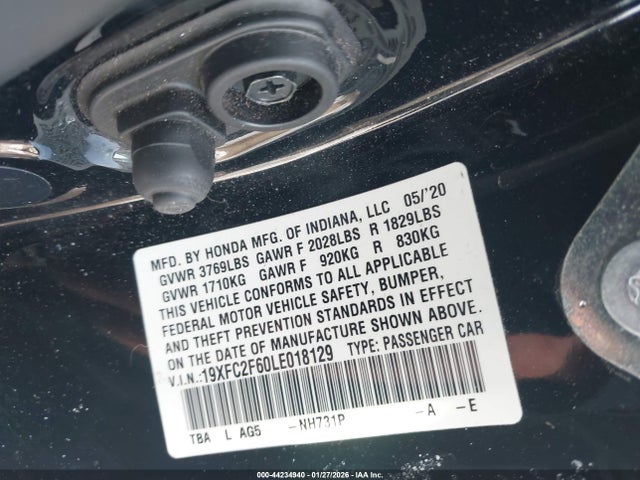 MFD. BY HONDA MFG. OF INDIANA, LLC 05/'20
GVWR 3769LBS GAWR F 2028LBS R 1829LBS
GVWR 1710KG GAWR F 920KG R 830KG
THIS VEHICLE CONFORMS TO ALL APPLICABLE
FEDERAL MOTOR VEHICLE SAFETY, BUMPER,
AND THEFT PREVENTION STANDARDS IN EFFECT
ON THE DATE OF MANUFACTURE SHOWN ABOVE.
V.I.N.:19XFC2F60LE018129 TYPE: PASSENGER CAR
TBA L AG5 -NH731P -A -E
000-44234940 - 01/27/2026 - IAA Inc.